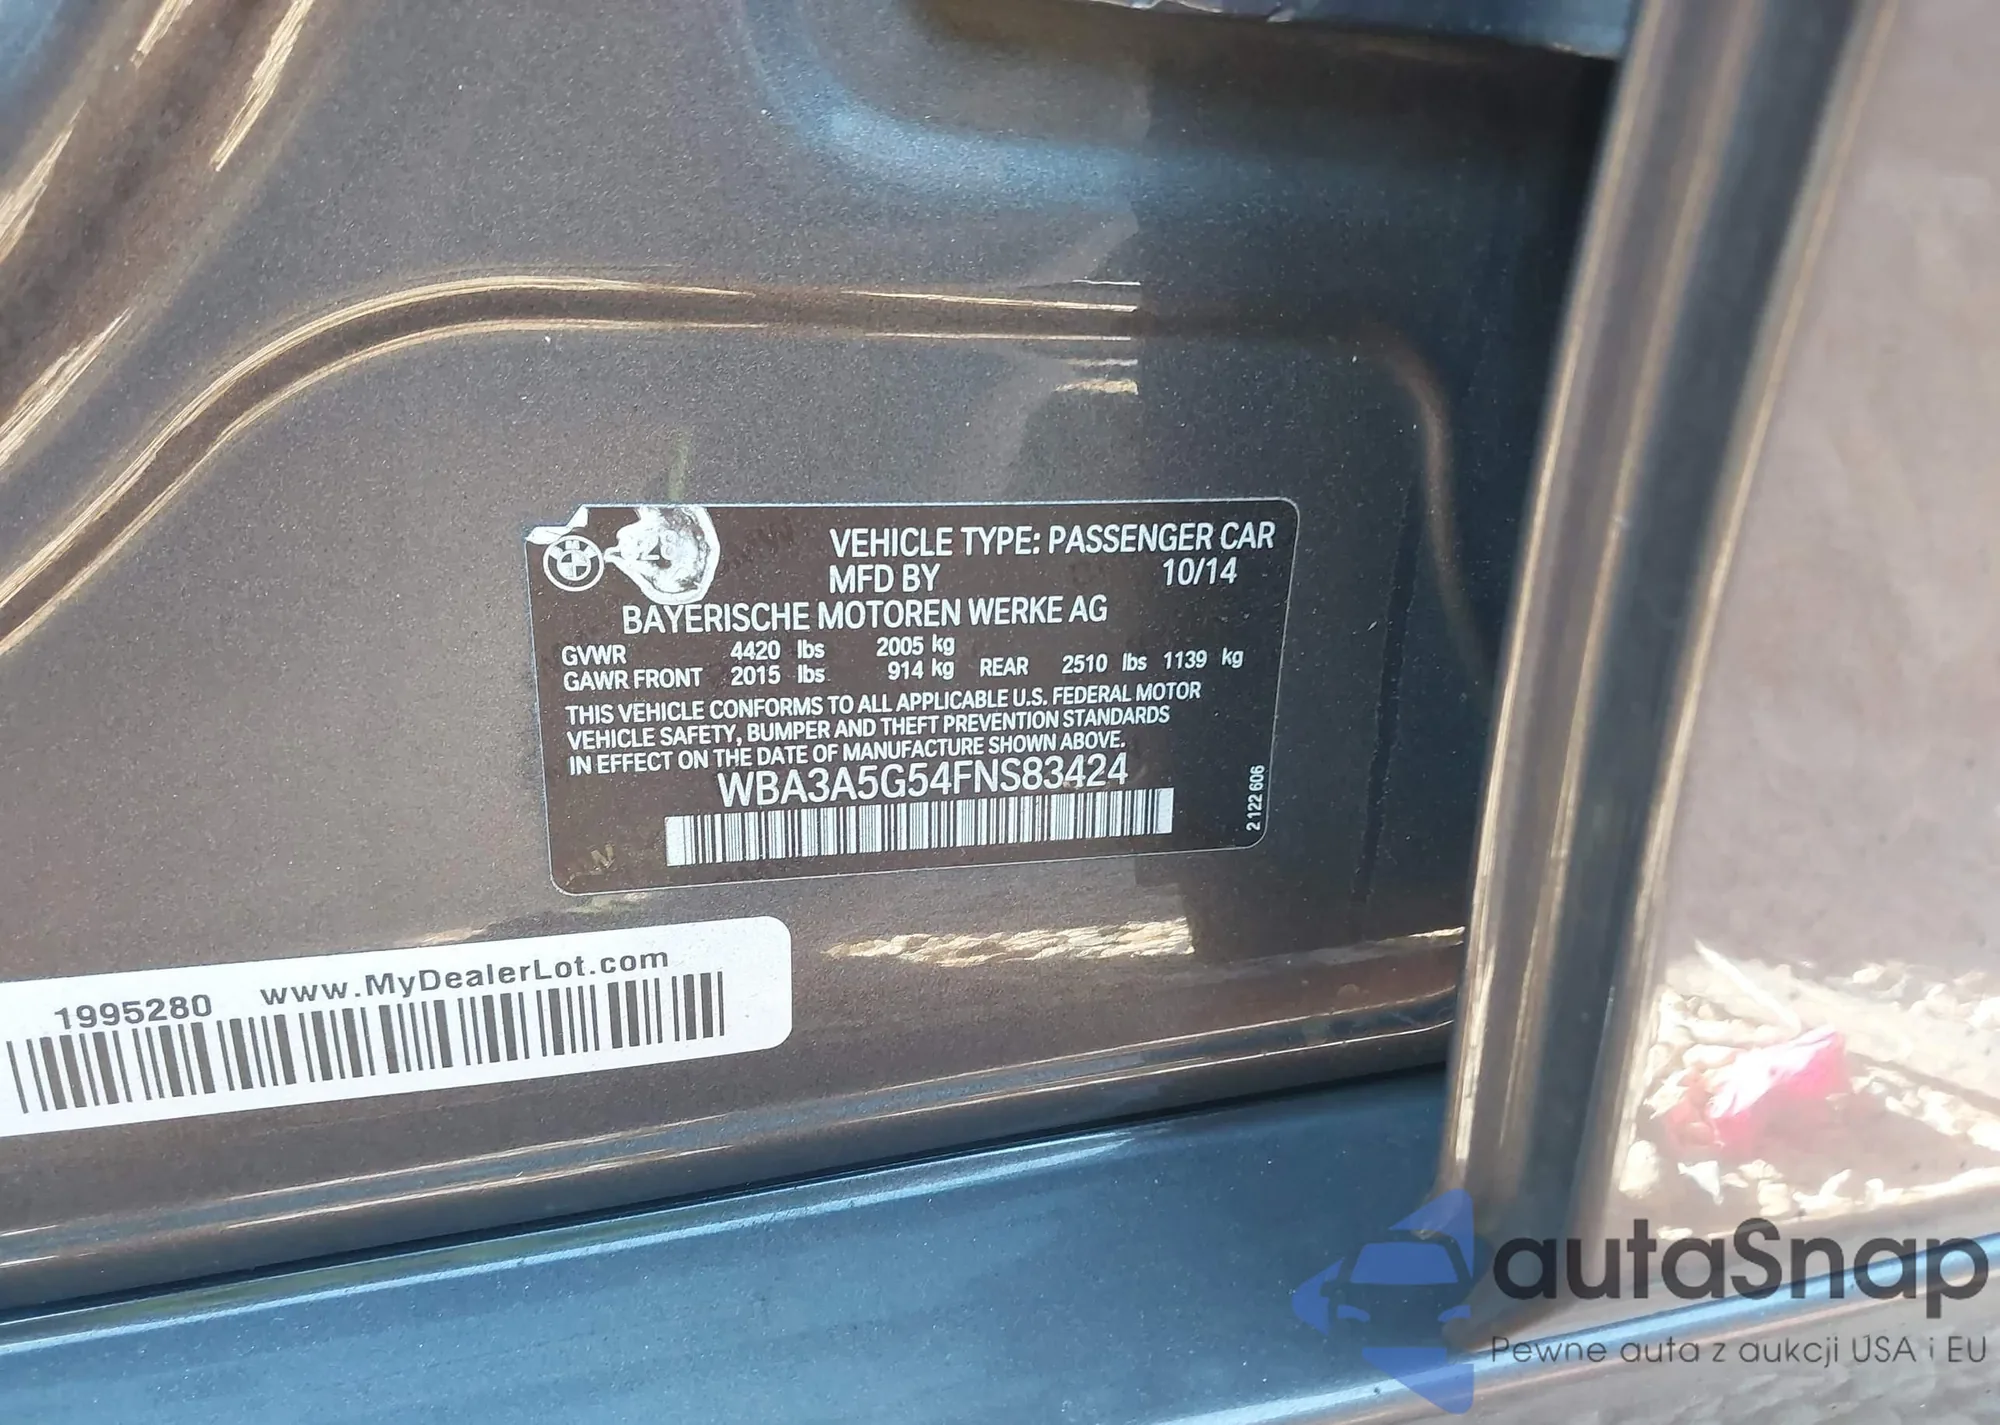 VEHICLE TYPE: PASSENGER CAR
MFD BY 10/14
BAYERISCHE MOTOREN WERKE AG
GVWR 4420 lbs 2005 kg
GAWR FRONT 2015 lbs 914 kg REAR 2510 lbs 1139 kg
THIS VEHICLE CONFORMS TO ALL APPLICABLE U.S. FEDERAL MOTOR
VEHICLE SAFETY, BUMPER AND THEFT PREVENTION STANDARDS
IN EFFECT ON THE DATE OF MANUFACTURE SHOWN ABOVE.
WBA3A5G54FNS83424
2 122 606
1995280 www.MyDealerLot.com
autoSnap
Pewne auta z aukcji USA i EU